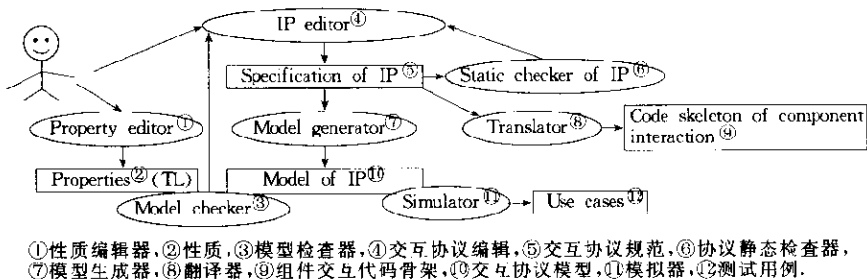 IP editor④
Specification of IP⑤
Static checker of IP⑥
Property editor①
Model generator⑦
Translator⑧
Code skeleton of component
interaction⑨
Properties②(TL)
Model of IP⑩
Model checker③
Simulator⑪
Use cases⑫
①性质编辑器,②性质,③模型检查器,④交互协议编辑,⑤交互协议规范,⑥协议静态检查器,
⑦模型生成器,⑧翻译器,⑨组件交互代码骨架,⑩交互协议模型,⑪模拟器,⑫测试用例.